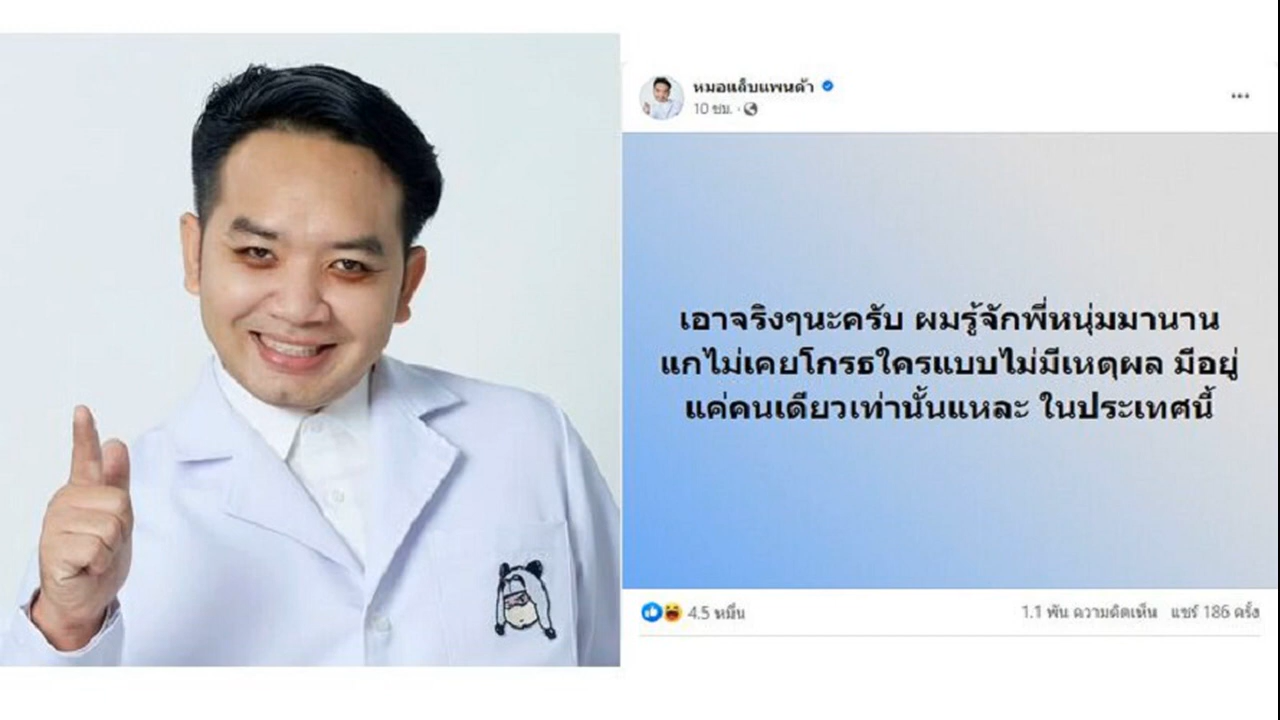 หมอแล็บแพนด้า
10 ชม.
เอาจริงๆนะครับ ผมรู้จักพี่หนุ่มมานาน
แกไม่เคยโกรธใครแบบไม่มีเหตุผล มีอยู่
แค่คนเดียวเท่านั้นแหละ ในประเทศนี้
4.5 หมื่น
1.1 พัน ความคิดเห็น แชร์ 186 ครั้ง